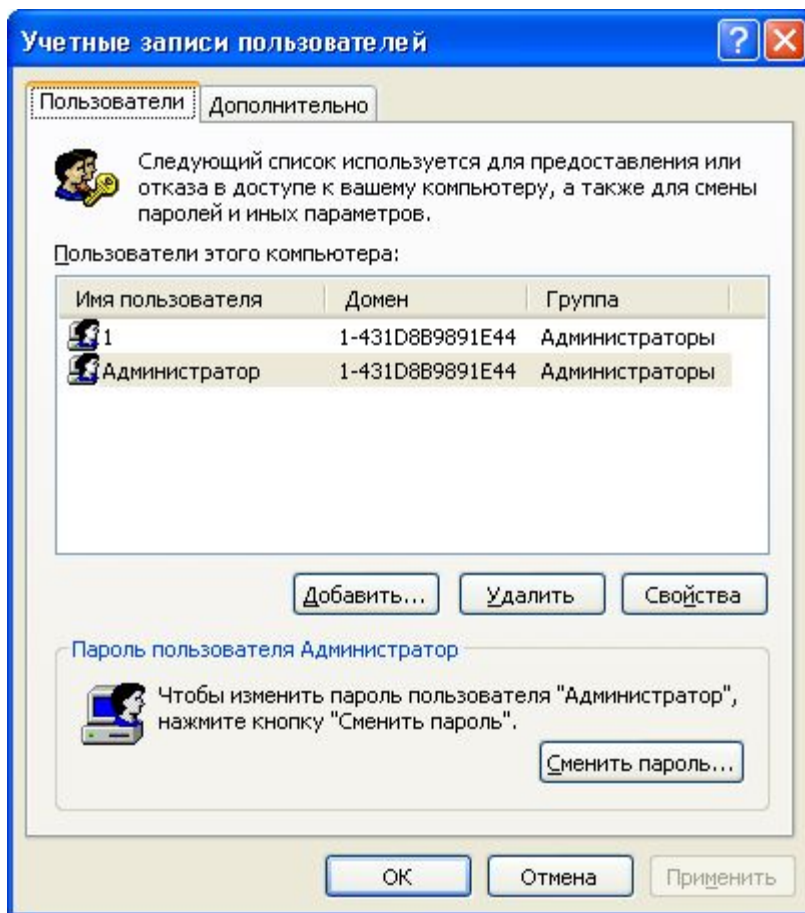 Учетные записи пользователей
Пользователи
Дополнительно
Следующий список используется для предоставления или
отказа в доступе к вашему компьютеру, а также для смены
паролей и иных параметров.
Пользователи этого компьютера:
Имя пользователя Домен Группа
1 1-431D8B9891E44 Администраторы
Администратор 1-431D8B9891E44 Администраторы
Добавить... Удалить Свойства
Пароль пользователя Администратор
Чтобы изменить пароль пользователя "Администратор",
нажмите кнопку "Сменить пароль".
Сменить пароль...
ОК Отмена Применить